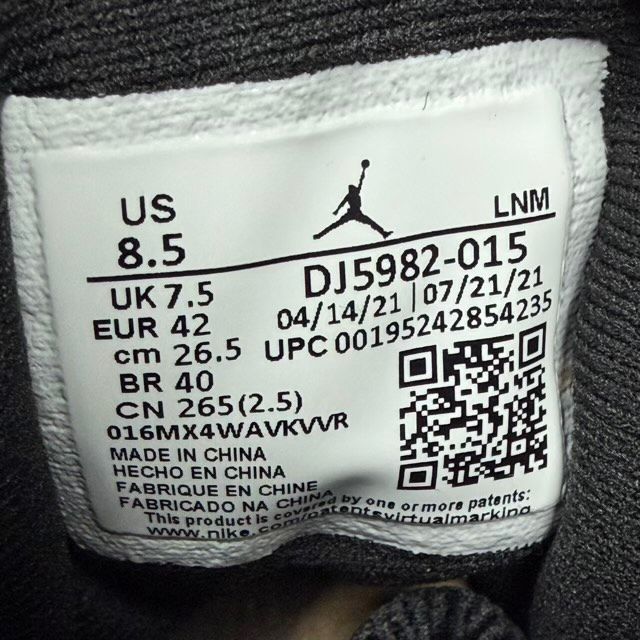 US
8.5
LNM
DJ5982-015
UK 7.5
04/14/21 | 07/21/21
EUR 42
UPC 00195242854235
cm 26.5
BR 40
CN 265(2.5)
016MX4WAVKVVR
MADE IN CHINA
HECHO EN CHINA
FABRIQUE EN CHINE
FABRICADO NA CHINA
This product is covered by one or more patents:
www.nike.com/patents-virtualmarking